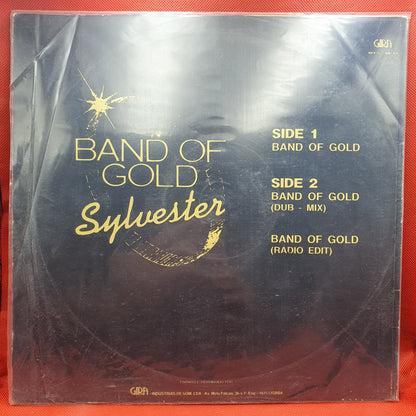 GIRA
BAND OF
GOLD
Sylvester
SIDE 1
BAND OF GOLD
SIDE 2
BAND OF GOLD
(DUB - MIX)
BAND OF GOLD
(RADIO EDIT)
GIRA